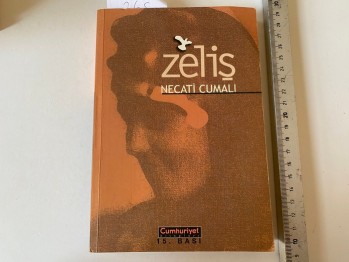 zeliş
NECATİ CUMALI
Cumhuriyet
15. BASI